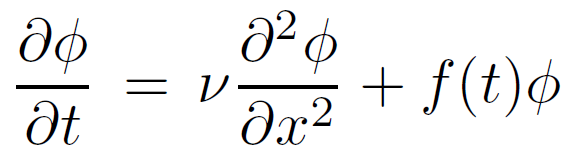 ∂ϕ/∂t = ν ∂²ϕ/∂x² + f(t)ϕ